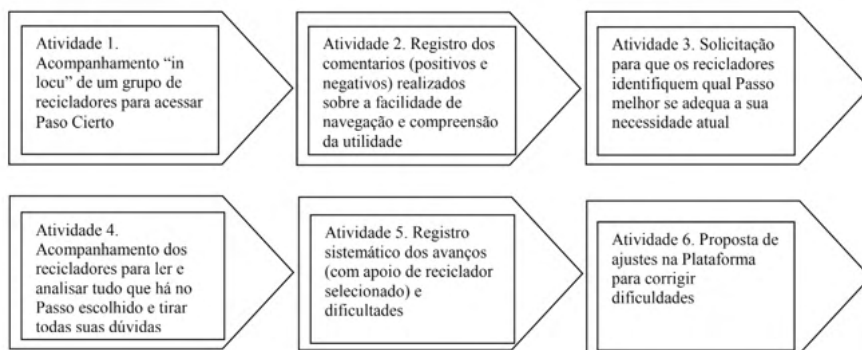 Atividade 1.
Acompanhamento “in
locu” de um grupo de
recicladores para acessar
Paso Cierto
Atividade 2. Registro dos
comentarios (positivos e
negativos) realizados
sobre a facilidade de
navegação e compreensão
da utilidade
Atividade 3. Solicitação
para que os recicladores
identifiquem qual Passo
melhor se adequa a sua
necessidade atual
Atividade 4.
Acompanhamento dos
recicladores para ler e
analisar tudo que há no
Passo escolhido e tirar
todas suas dúvidas
Atividade 5. Registro
sistemático dos avanços
(com apoio de reciclador
selecionado) e
dificultades
Atividade 6. Proposta de
ajustes na Plataforma
para corrigir
dificuldades